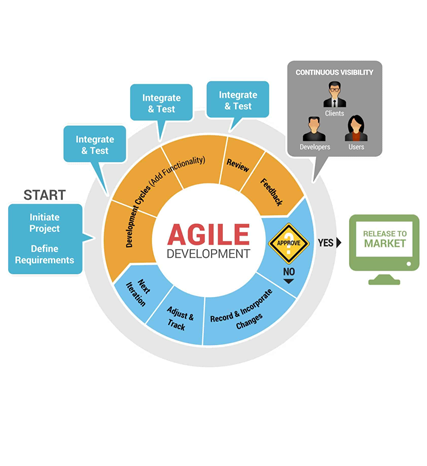 CONTINUOUS VISIBILITY
Clients
Developers
Users
Integrate
& Test
Integrate
& Test
Integrate
& Test
START
Initiate
Project
Define
Requirements
Development Cycles (Add Functionality)
Review
Feedback
AGILE
DEVELOPMENT
?
APPROVE
YES
NO
RELEASE TO
MARKET
Record & Incorporate
Changes
Adjust &
Track
Next
Iteration